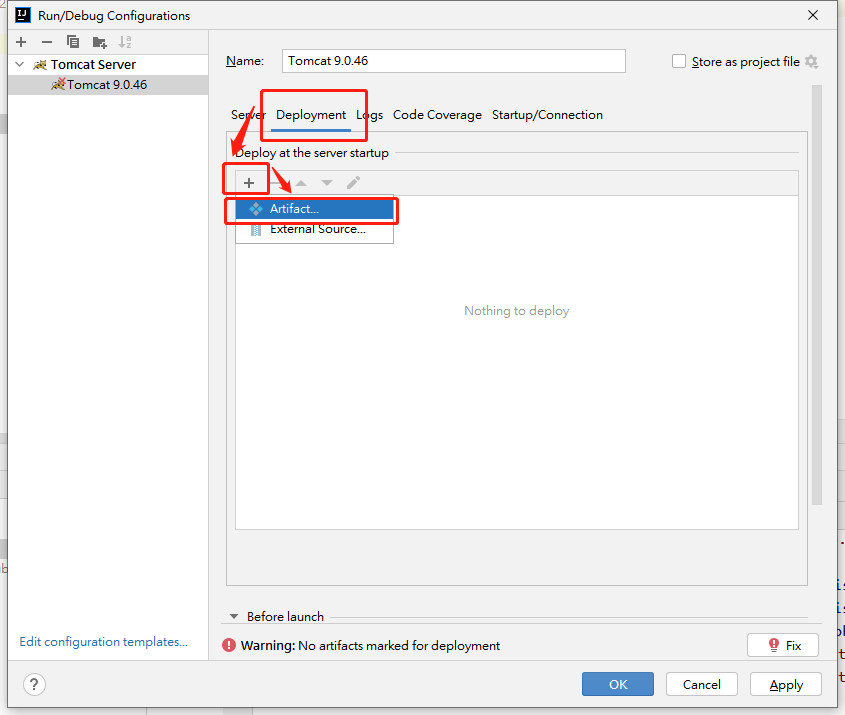 Run/Debug Configurations
Tomcat Server
Tomcat 9.0.46
Name:
Tomcat 9.0.46
Store as project file
Server
Deployment
Logs
Code Coverage
Startup/Connection
Deploy at the server startup
Artifact...
External Source...
Nothing to deploy
Before launch
Edit configuration templates...
Warning: No artifacts marked for deployment
Fix
?
OK
Cancel
Apply